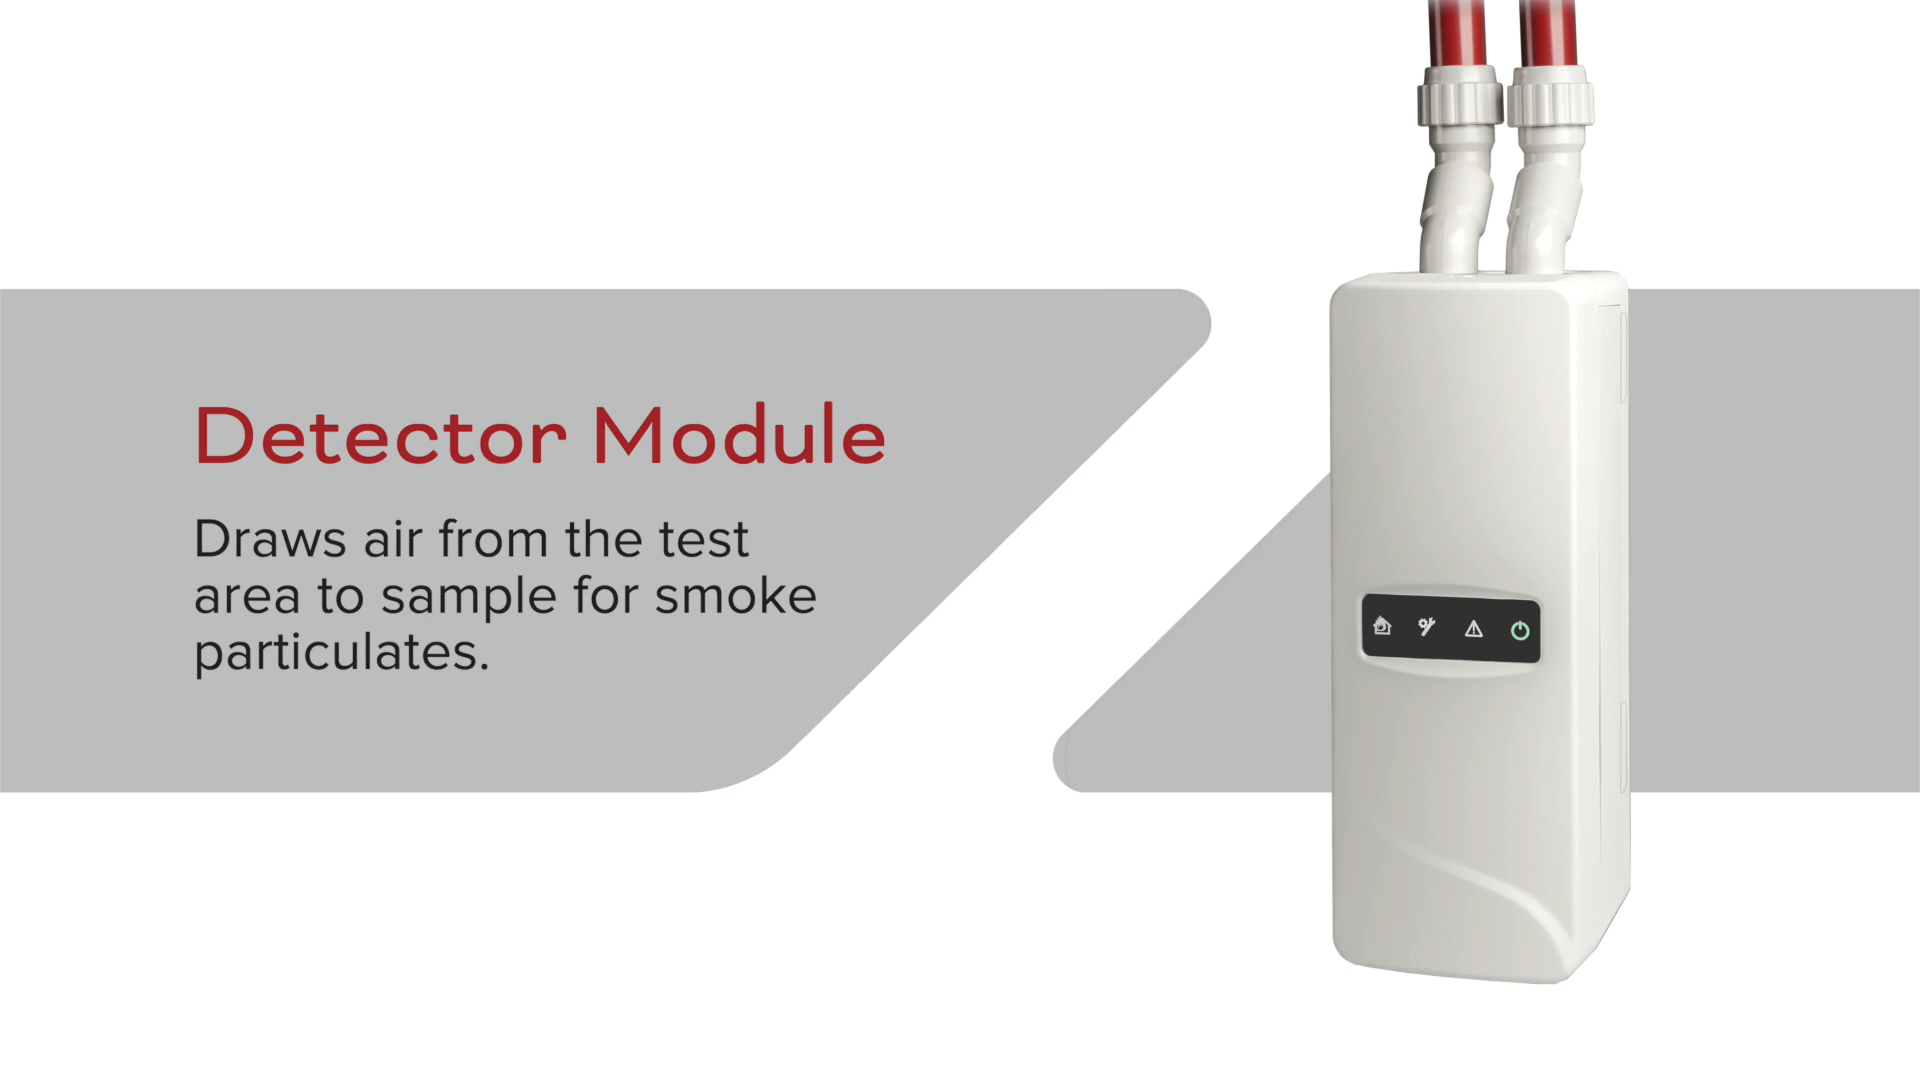 Detector Module
Draws air from the test
area to sample for smoke
particulates.